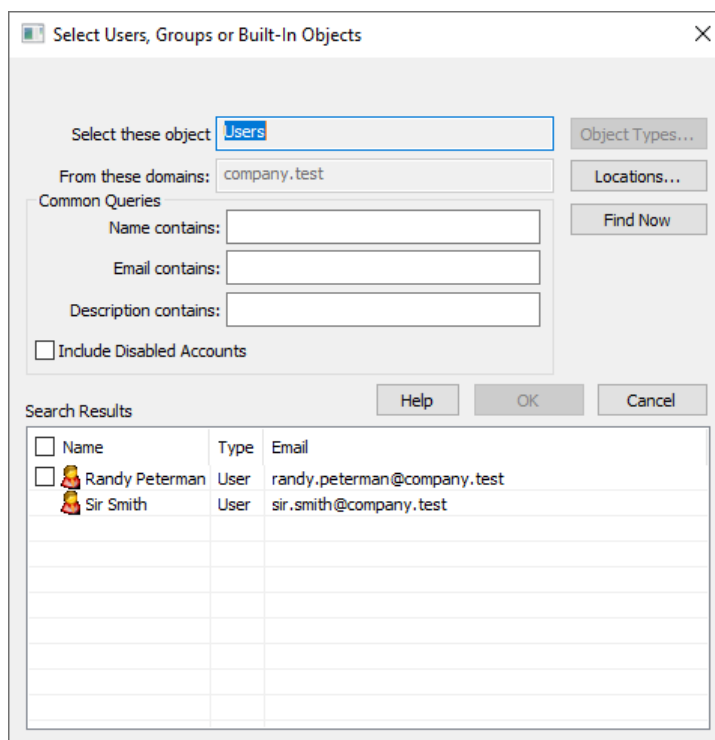 Select Users, Groups or Built-In Objects
Select these object Users Object Types...
From these domains: company.test Locations...
Common Queries
Name contains: Find Now
Email contains:
Description contains:
Include Disabled Accounts
Help OK Cancel
Search Results
Name Type Email
Randy Peterman User randy.peterman@company.test
Sir Smith User sir.smith@company.test